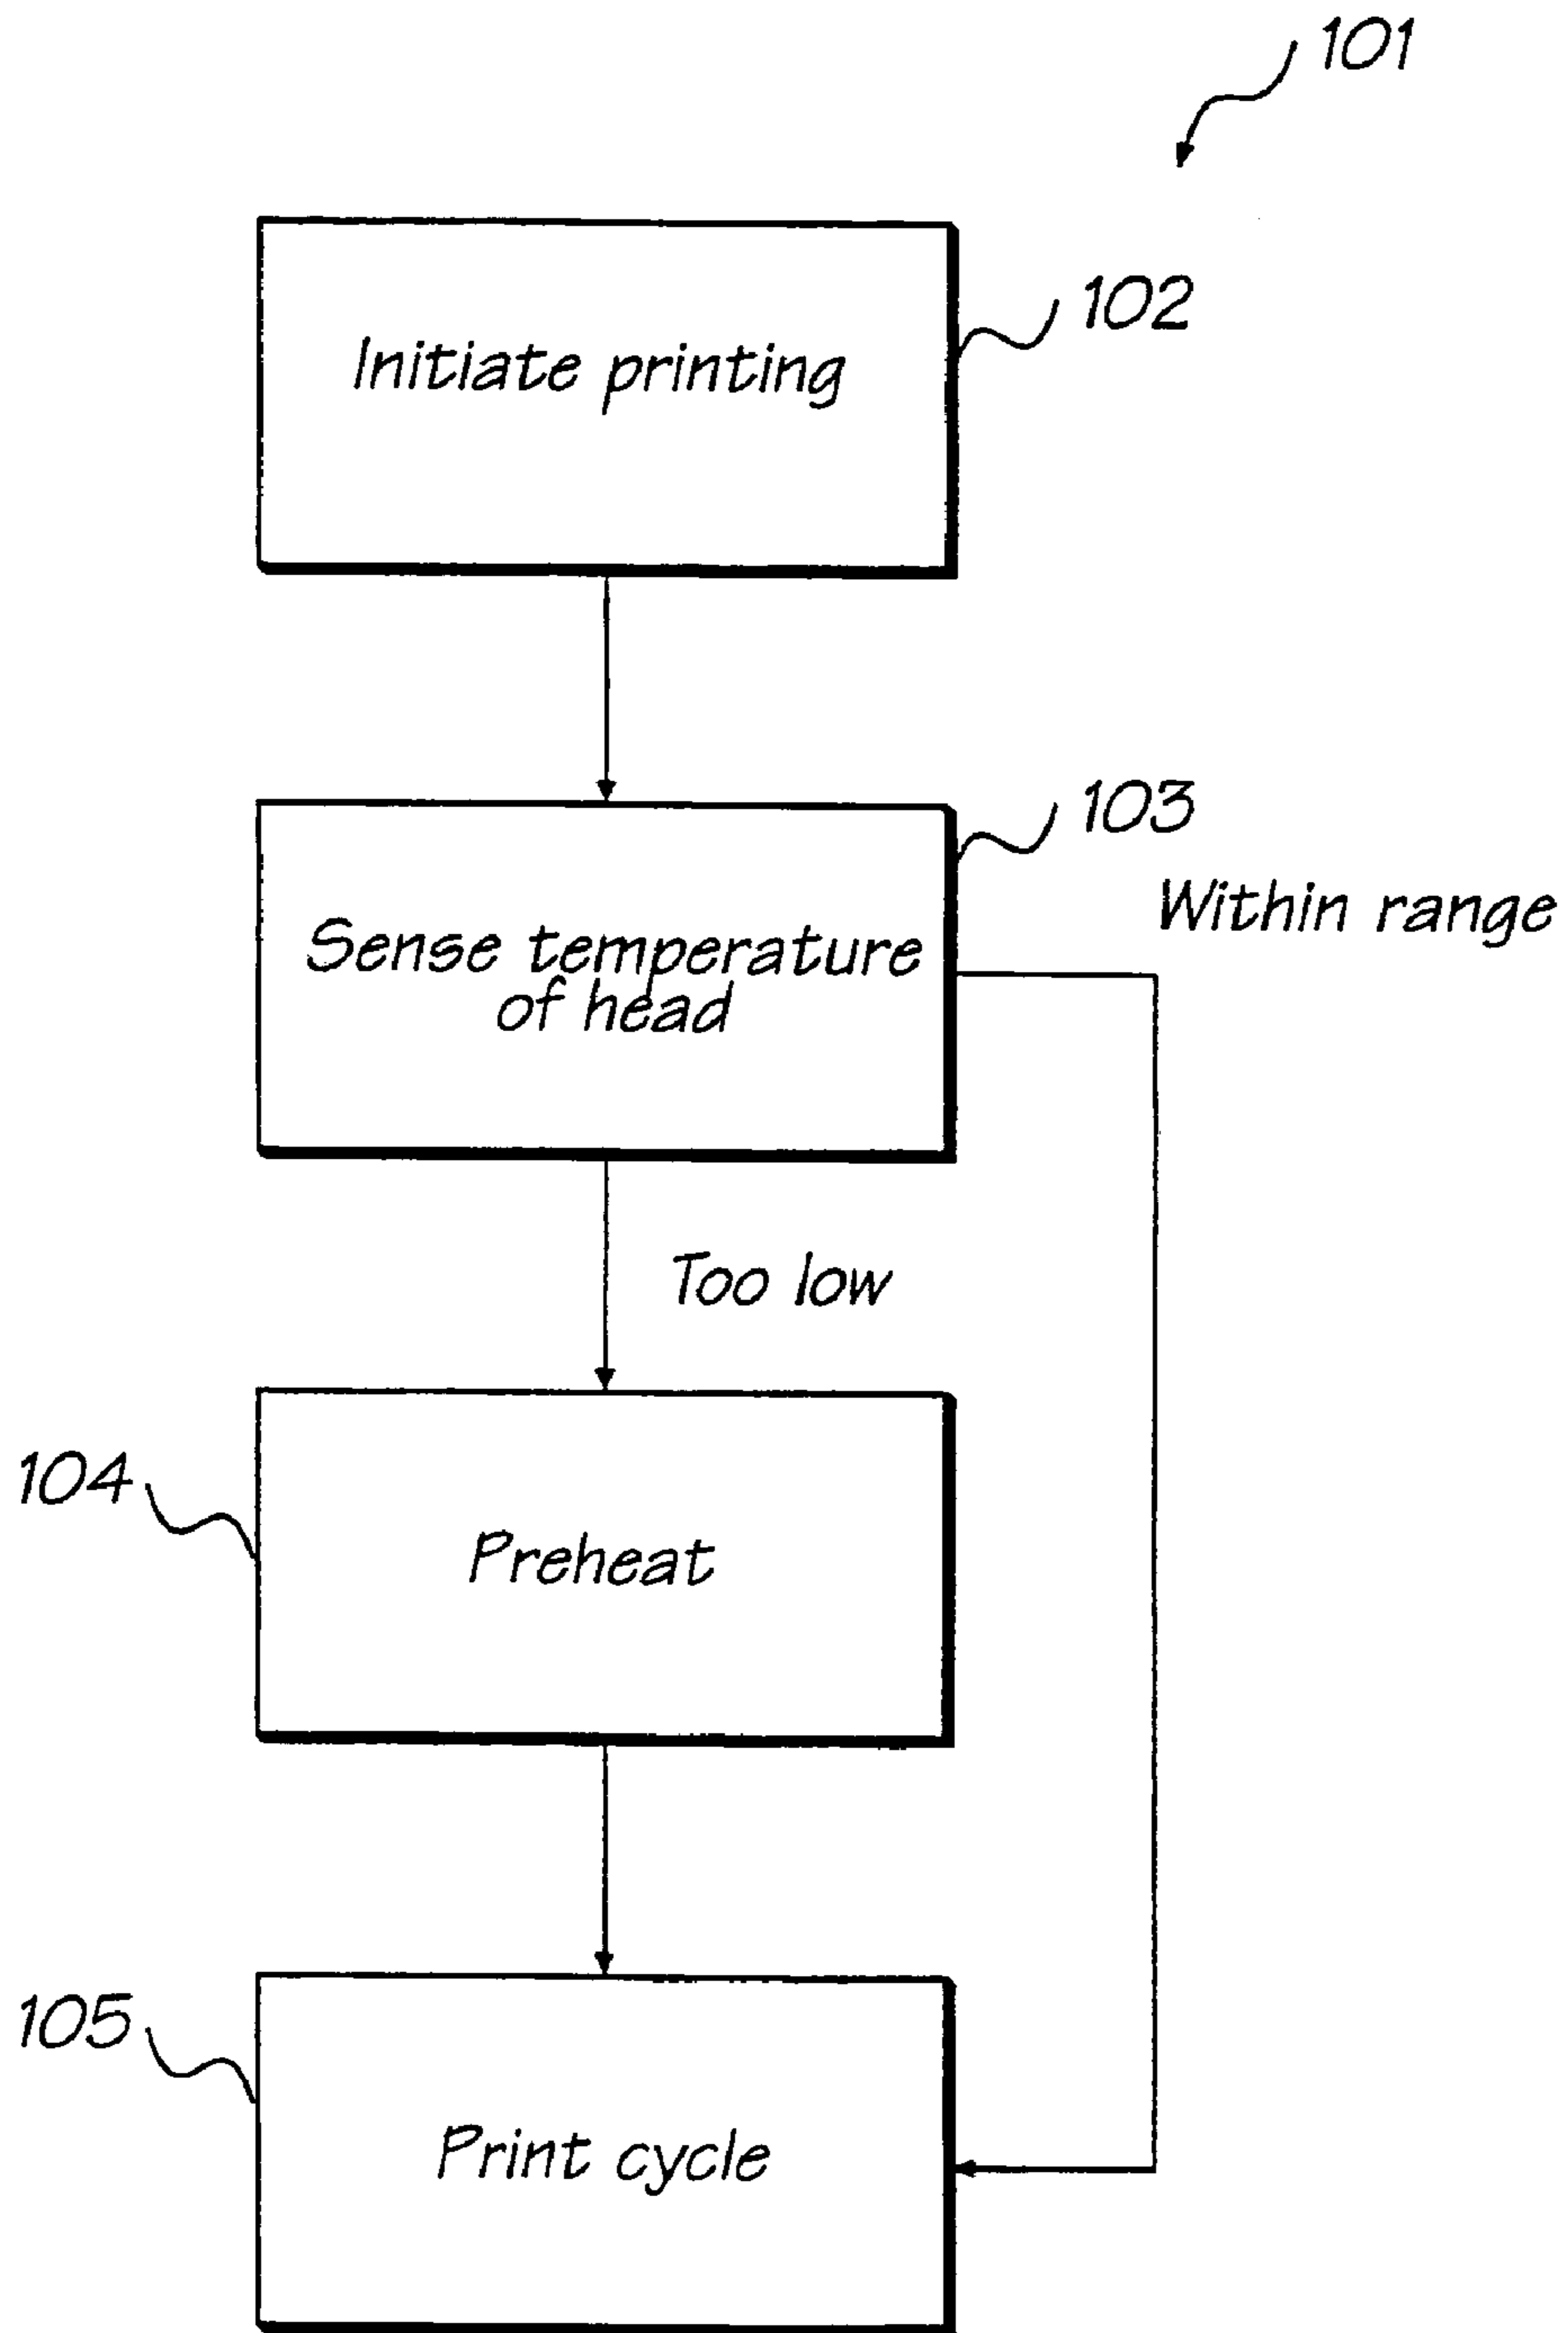 101
Initiate printing
102
103
Within range
Sense temperature
of head
Too low
104
Preheat
105
Print cycle